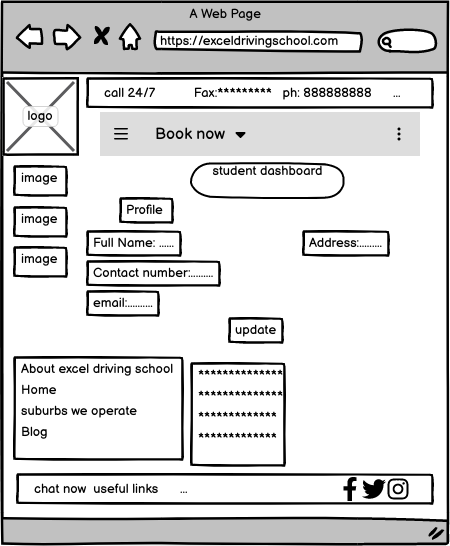 A Web Page
https://exceldrivingschool.com
call 24/7 Fax:********* ph: 888888888 ...
logo
Book now
student dashboard
image
Profile
image
Full Name: ......
Address:.........
image
Contact number:.........
email:..........
update
About excel driving school
Home
suburbs we operate
Blog
**************
**************
*************
*************
chat now useful links ...